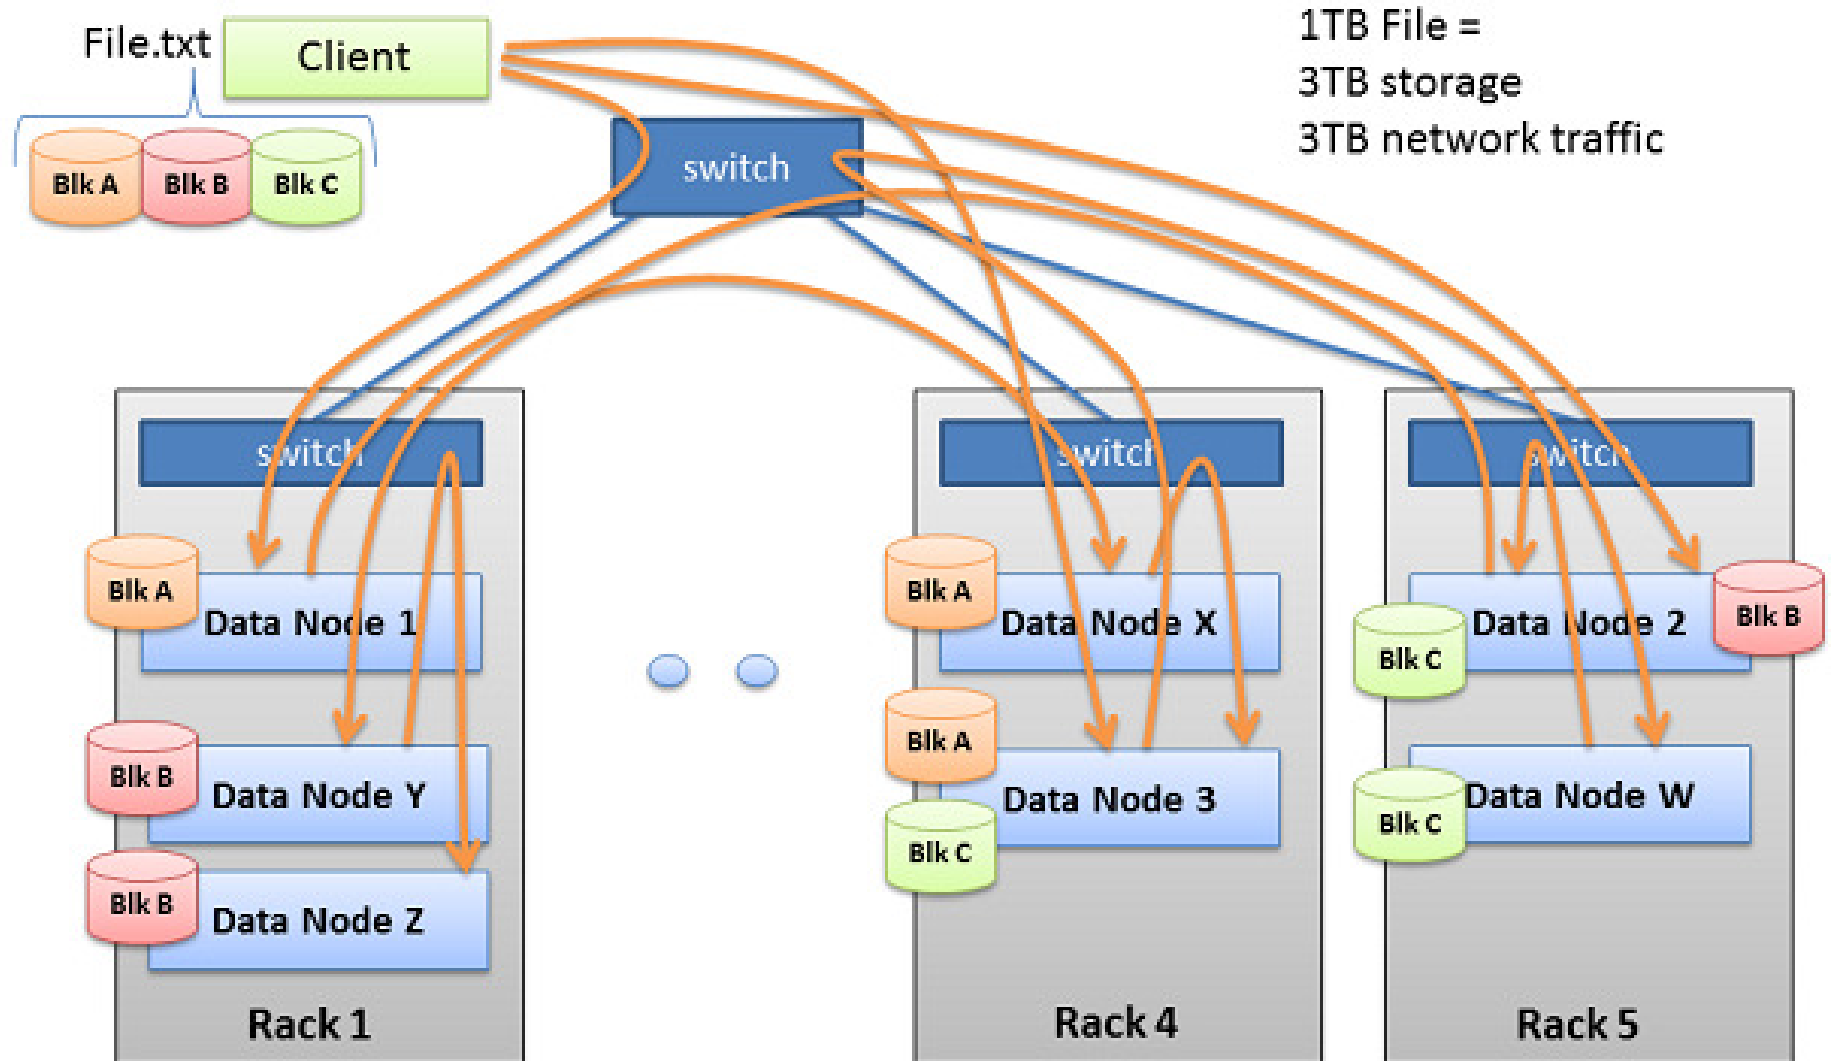 File.txt
Client
1TB File =
3TB storage
3TB network traffic
Blk A
Blk B
Blk C
switch
switch
switch
switch
Blk A
Data Node 1
Blk A
Data Node X
Data Node 2
Blk B
Blk C
Blk B
Data Node Y
Blk A
Data Node 3
Blk C
Data Node W
Blk C
Blk B
Data Node Z
Rack 1
Rack 4
Rack 5